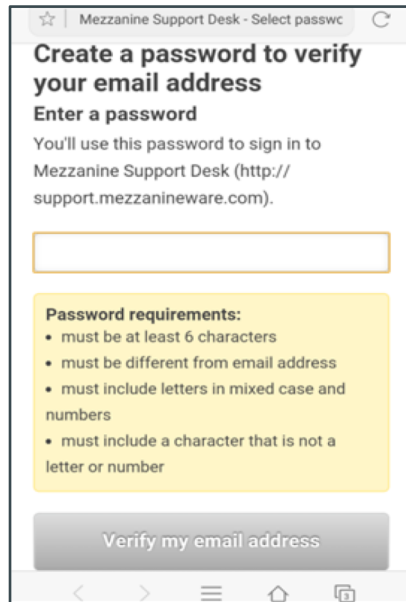 Mezzanine Support Desk - Select passwc
Create a password to verify
your email address
Enter a password
You'll use this password to sign in to
Mezzanine Support Desk (http://
support.mezzanineware.com).
Password requirements:
• must be at least 6 characters
• must be different from email address
• must include letters in mixed case and
numbers
• must include a character that is not a
letter or number
Verify my email address
3